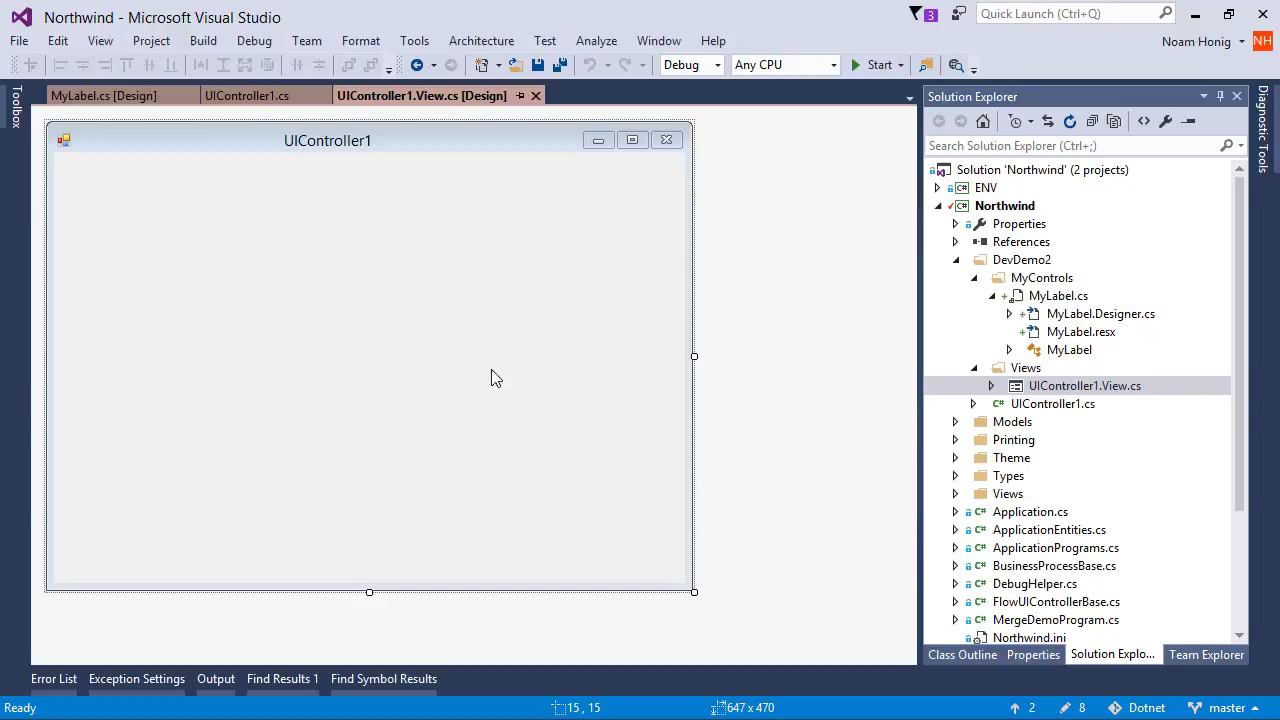 Northwind - Microsoft Visual Studio
3
Quick Launch (Ctrl+Q)
File Edit View Project Build Debug Team Format Tools Architecture Test Analyze Window Help
Noam Honig NH
Debug Any CPU Start
Toolbox
MyLabel.cs [Design] UIController1.cs UIController1.View.cs [Design]
UIController1
Solution Explorer
Search Solution Explorer (Ctrl+;)
Solution 'Northwind' (2 projects)
C# ENV
C# Northwind
Properties
References
DevDemo2
MyControls
MyLabel.cs
MyLabel.Designer.cs
MyLabel.resx
MyLabel
Views
UIController1.View.cs
C# UIController1.cs
Models
Printing
Theme
Types
Views
C# Application.cs
C# ApplicationEntities.cs
C# ApplicationPrograms.cs
C# BusinessProcessBase.cs
C# DebugHelper.cs
C# FlowUIControllerBase.cs
C# MergeDemoProgram.cs
Northwind.ini
Class Outline Properties Solution Explo... Team Explorer
Diagnostic Tools
Error List Exception Settings Output Find Results 1 Find Symbol Results
Ready 15 , 15 647 x 470 2 8 Dotnet master